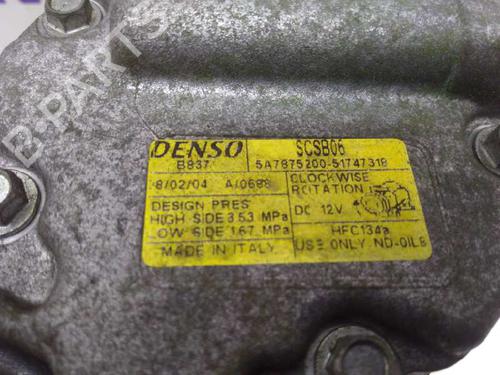 B-PARTS
DENSO SCSB06
B837 5A7875200-51747318
8/02/04 A/0688 CLOCKWISE
ROTATION
DESIGN PRES DC 12V
HIGH SIDE 3.53 MPa
LOW SIDE 1.67 MPa HFC134a
MADE IN ITALY USE ONLY ND-OIL8